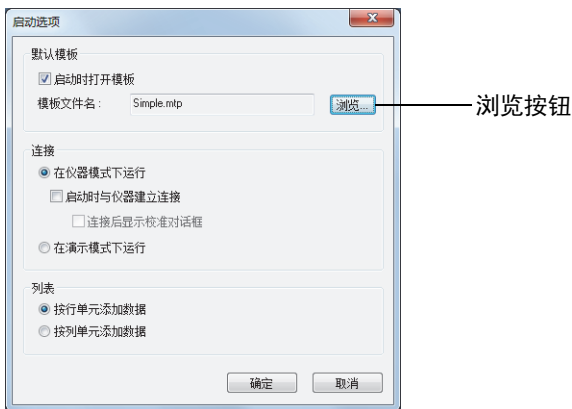 启动选项
默认模板
启动时打开模板
模板文件名： Simple.mtp 浏览... 浏览按钮
连接
在仪器模式下运行
启动时与仪器建立连接
连接后显示校准对话框
在演示模式下运行
列表
按行单元添加数据
按列单元添加数据
确定 取消